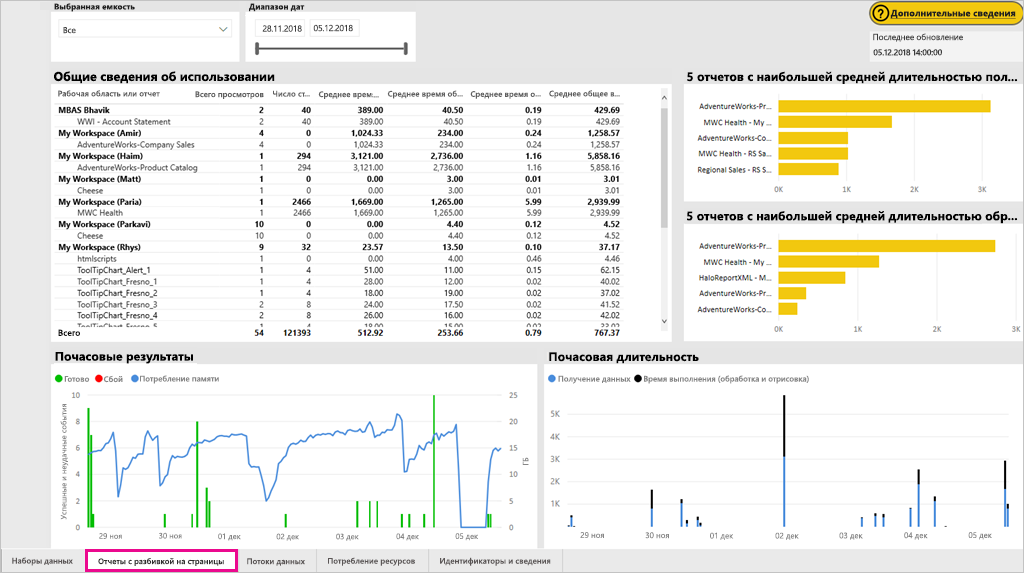 Выбранная емкость
Все
Диапазон дат
28.11.2018 05.12.2018
Дополнительные сведения
Последнее обновление
05.12.2018 14:00:00
Общие сведения об использовании
Рабочая область или отчет Всего просмотров Число ст... Среднее врем... Среднее время об... Среднее время о... Среднее общее в...
MBAS Bhavik 2 40 389.00 40.50 0.19 429.69
WWI - Account Statement 2 40 389.00 40.50 0.19 429.69
My Workspace (Amir) 4 0 1,024.33 234.00 0.24 1,258.57
AdventureWorks-Company Sales 4 0 1,024.33 234.00 0.24 1,258.57
My Workspace (Haim) 1 294 3,121.00 2,736.00 1.16 5,858.16
AdventureWorks-Product Catalog 1 294 3,121.00 2,736.00 1.16 5,858.16
My Workspace (Matt) 1 0 0.00 3.00 0.01 3.01
Cheese 1 0 0.00 3.00 0.01 3.01
My Workspace (Paria) 1 2466 1,669.00 1,265.00 5.99 2,939.99
MWC Health 1 2466 1,669.00 1,265.00 5.99 2,939.99
My Workspace (Parkavi) 10 0 0.00 4.40 0.12 4.52
Cheese 10 0 0.00 4.40 0.12 4.52
My Workspace (Rhys) 9 32 23.57 13.50 0.10 37.17
htmlscripts 1 0 0.00 4.00 0.46 4.46
ToolTipChart_Alert_1 1 4 51.00 11.00 0.15 62.15
ToolTipChart_Fresno_1 1 4 28.00 12.00 0.02 40.02
ToolTipChart_Fresno_2 1 4 18.00 19.00 0.02 37.02
ToolTipChart_Fresno_3 2 8 24.00 17.50 0.02 41.52
ToolTipChart_Fresno_4 2 8 26.00 16.00 0.02 42.02
ToolTipChart_Fresno_5 1 4 18.00 15.00 0.02 33.02
Всего 54 121393 512.92 253.66 0.79 767.37
5 отчетов с наибольшей средней длительностью пол...
AdventureWorks-Pr...
MWC Health - My ...
AdventureWorks-Co...
MWC Health - RS Sa...
Regional Sales - RS S...
0K 1K 2K 3K
5 отчетов с наибольшей средней длительностью обр...
AdventureWorks-Pr...
MWC Health - My ...
HaloReportXML - M...
AdventureWorks-Pr...
AdventureWorks-Co...
0K 1K 2K 3K
Почасовые результаты
Готово Сбой Потребление памяти
Успешные и неудачные события
10
8
6
4
2
0
25
20
15
10
5
0
ГБ
29 ноя 30 ноя 01 дек 02 дек 03 дек 04 дек 05 дек
Почасовая длительность
Получение данных Время выполнения (обработка и отрисовка)
5K
4K
3K
2K
1K
29 ноя 30 ноя 01 дек 02 дек 03 дек 04 дек 05 дек
Наборы данных Отчеты с разбивкой на страницы Потоки данных Потребление ресурсов Идентификаторы и сведения